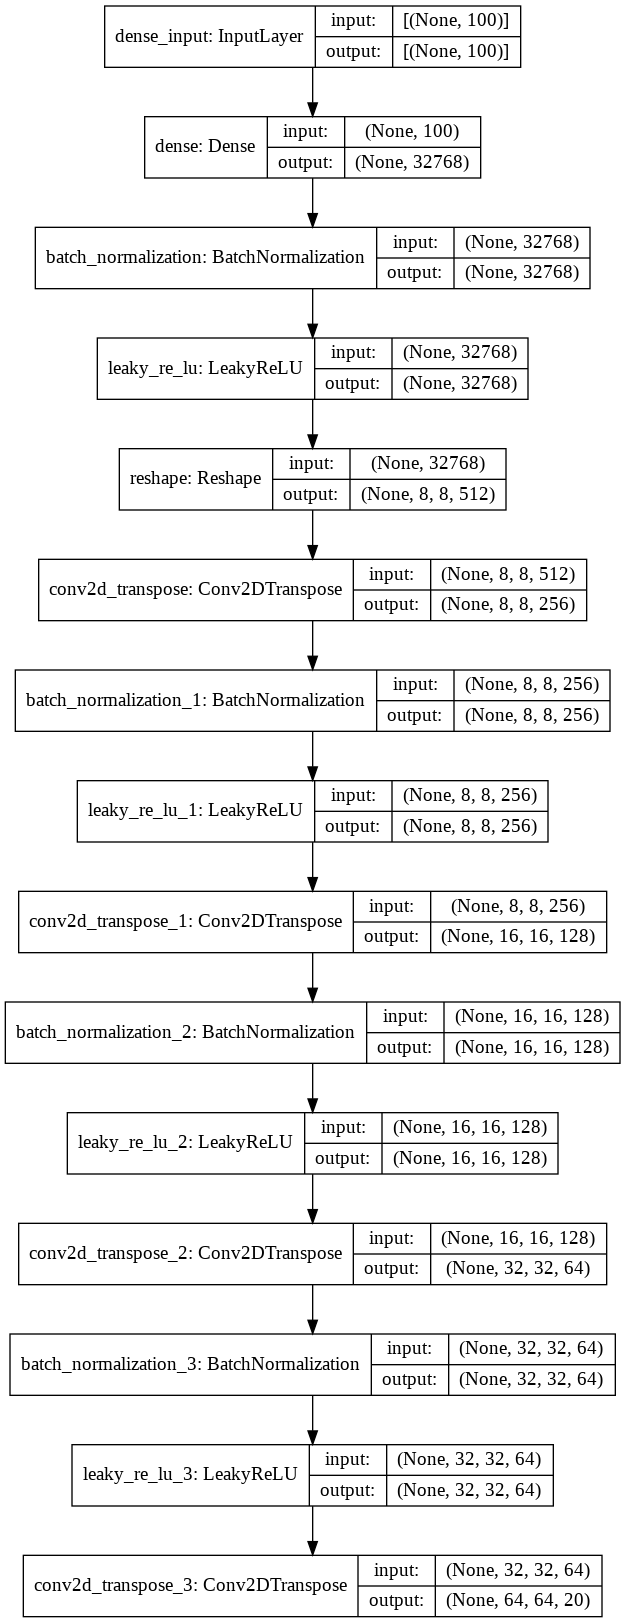 dense_input: InputLayer
input: [(None, 100)]
output: [(None, 100)]
dense: Dense
input: (None, 100)
output: (None, 32768)
batch_normalization: BatchNormalization
input: (None, 32768)
output: (None, 32768)
leaky_re_lu: LeakyReLU
input: (None, 32768)
output: (None, 32768)
reshape: Reshape
input: (None, 32768)
output: (None, 8, 8, 512)
conv2d_transpose: Conv2DTranspose
input: (None, 8, 8, 512)
output: (None, 8, 8, 256)
batch_normalization_1: BatchNormalization
input: (None, 8, 8, 256)
output: (None, 8, 8, 256)
leaky_re_lu_1: LeakyReLU
input: (None, 8, 8, 256)
output: (None, 8, 8, 256)
conv2d_transpose_1: Conv2DTranspose
input: (None, 8, 8, 256)
output: (None, 16, 16, 128)
batch_normalization_2: BatchNormalization
input: (None, 16, 16, 128)
output: (None, 16, 16, 128)
leaky_re_lu_2: LeakyReLU
input: (None, 16, 16, 128)
output: (None, 16, 16, 128)
conv2d_transpose_2: Conv2DTranspose
input: (None, 16, 16, 128)
output: (None, 32, 32, 64)
batch_normalization_3: BatchNormalization
input: (None, 32, 32, 64)
output: (None, 32, 32, 64)
leaky_re_lu_3: LeakyReLU
input: (None, 32, 32, 64)
output: (None, 32, 32, 64)
conv2d_transpose_3: Conv2DTranspose
input: (None, 32, 32, 64)
output: (None, 64, 64, 20)